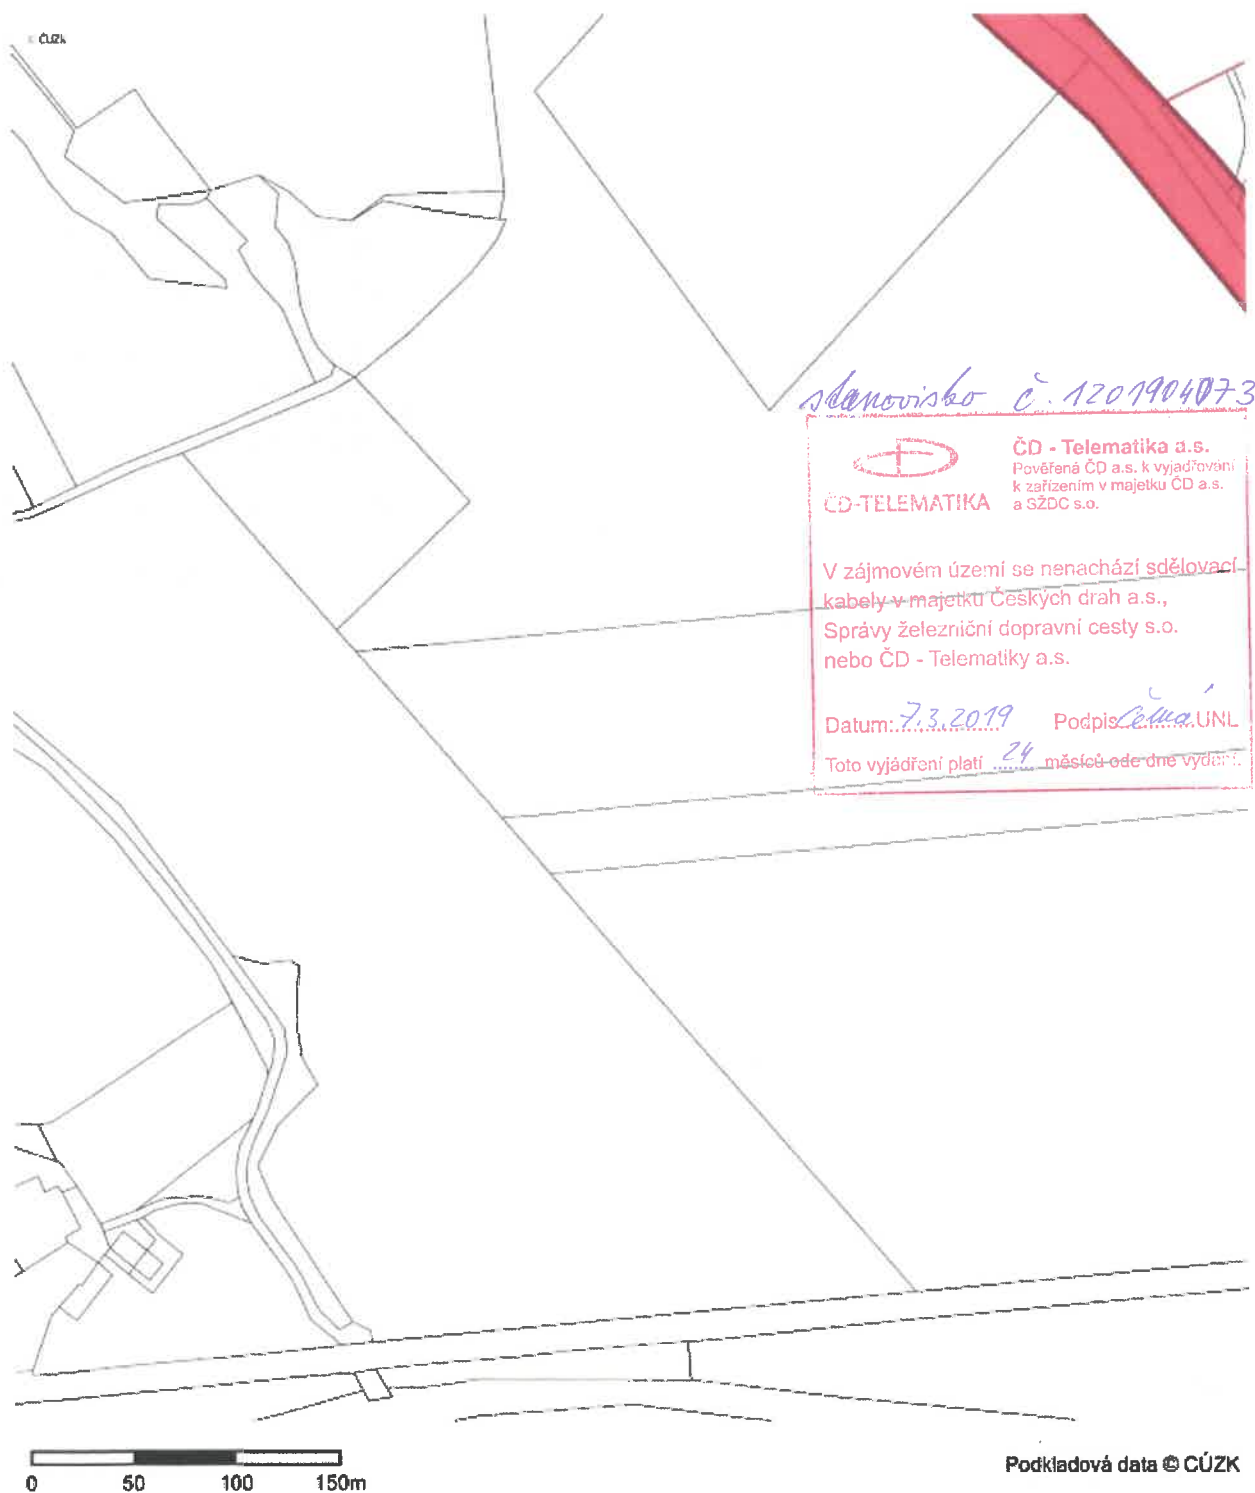 ČÚZK
stanovisko č. 1201904073
ČD - Telematika a.s.
Pověřená ČD a.s. k vyjadřování
k zařízením v majetku ČD a.s.
a SŽDC s.o.
ČD-TELEMATIKA
V zájmovém území se nenachází sdělovací
kabely v majetku Českých drah a.s.,
Správy železniční dopravní cesty s.o.
nebo ČD - Telematiky a.s.
Datum: 7.3.2019 Podpis UNL
Toto vyjádření platí 24 měsíců ode dne vydání.
0 50 100 150m
Podkladová data © ČÚZK